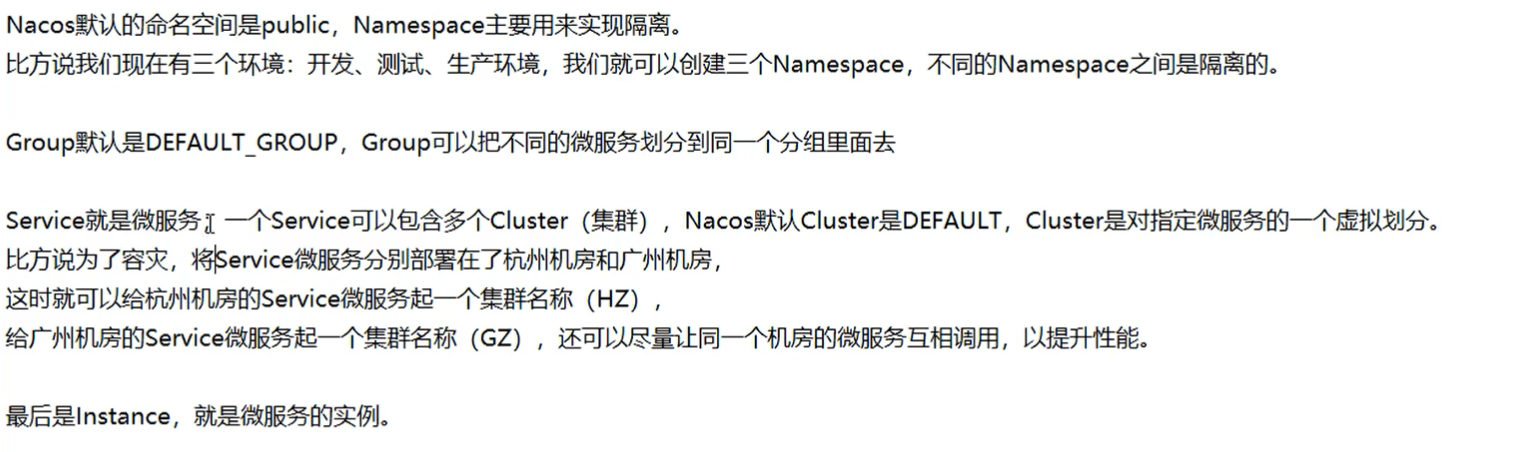 Nacos默认的命名空间是public，Namespace主要用来实现隔离。
比方说我们现在有三个环境：开发、测试、生产环境，我们就可以创建三个Namespace，不同的Namespace之间是隔离的。
Group默认是DEFAULT_GROUP，Group可以把不同的微服务划分到同一个分组里面去
Service就是微服务；一个Service可以包含多个Cluster（集群），Nacos默认Cluster是DEFAULT，Cluster是对指定微服务的一个虚拟划分。
比方说为了容灾，将Service微服务分别部署在了杭州机房和广州机房，
这时就可以给杭州机房的Service微服务起一个集群名称（HZ），
给广州机房的Service微服务起一个集群名称（GZ），还可以尽量让同一个机房的微服务互相调用，以提升性能。
最后是Instance，就是微服务的实例。